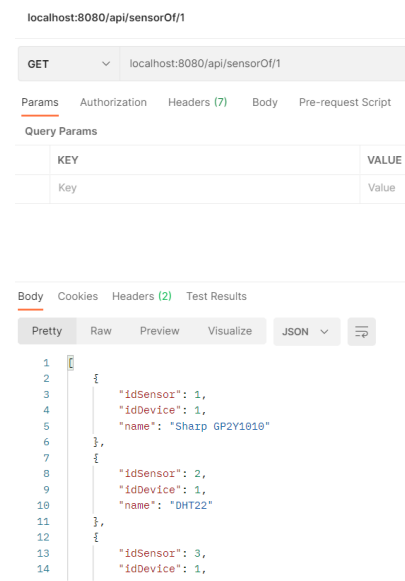 localhost:8080/api/sensorOf/1
GET localhost:8080/api/sensorOf/1
Params Authorization Headers (7) Body Pre-request Script
Query Params
KEY VALUE
Key Value
Body Cookies Headers (2) Test Results
Pretty Raw Preview Visualize JSON
1 [
2 {
3 "idSensor": 1,
4 "idDevice": 1,
5 "name": "Sharp GP2Y1010"
6 },
7 {
8 "idSensor": 2,
9 "idDevice": 1,
10 "name": "DHT22"
11 },
12 {
13 "idSensor": 3,
14 "idDevice": 1,